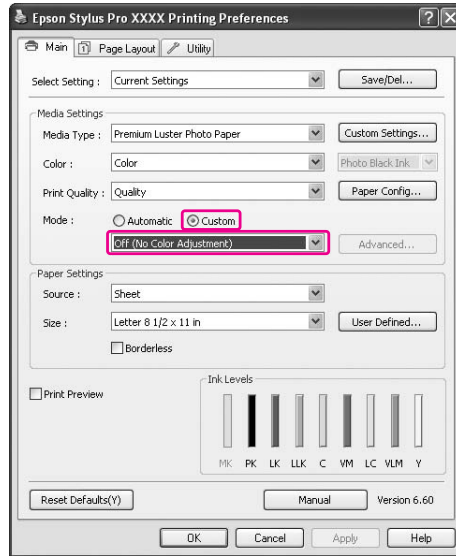 Epson Stylus Pro XXXX Printing Preferences
Main Page Layout Utility
Select Setting : Current Settings Save/Del...
Media Settings
Media Type : Premium Luster Photo Paper Custom Settings...
Color : Color Photo Black Ink
Print Quality : Quality Paper Config...
Mode : Automatic Custom
Off (No Color Adjustment) Advanced...
Paper Settings
Source : Sheet
Size : Letter 8 1/2 x 11 in User Defined...
Borderless
Print Preview
Ink Levels
MK PK LK LLK C VM LC VLM Y
Reset Defaults(Y) Manual Version 6.60
OK Cancel Apply Help